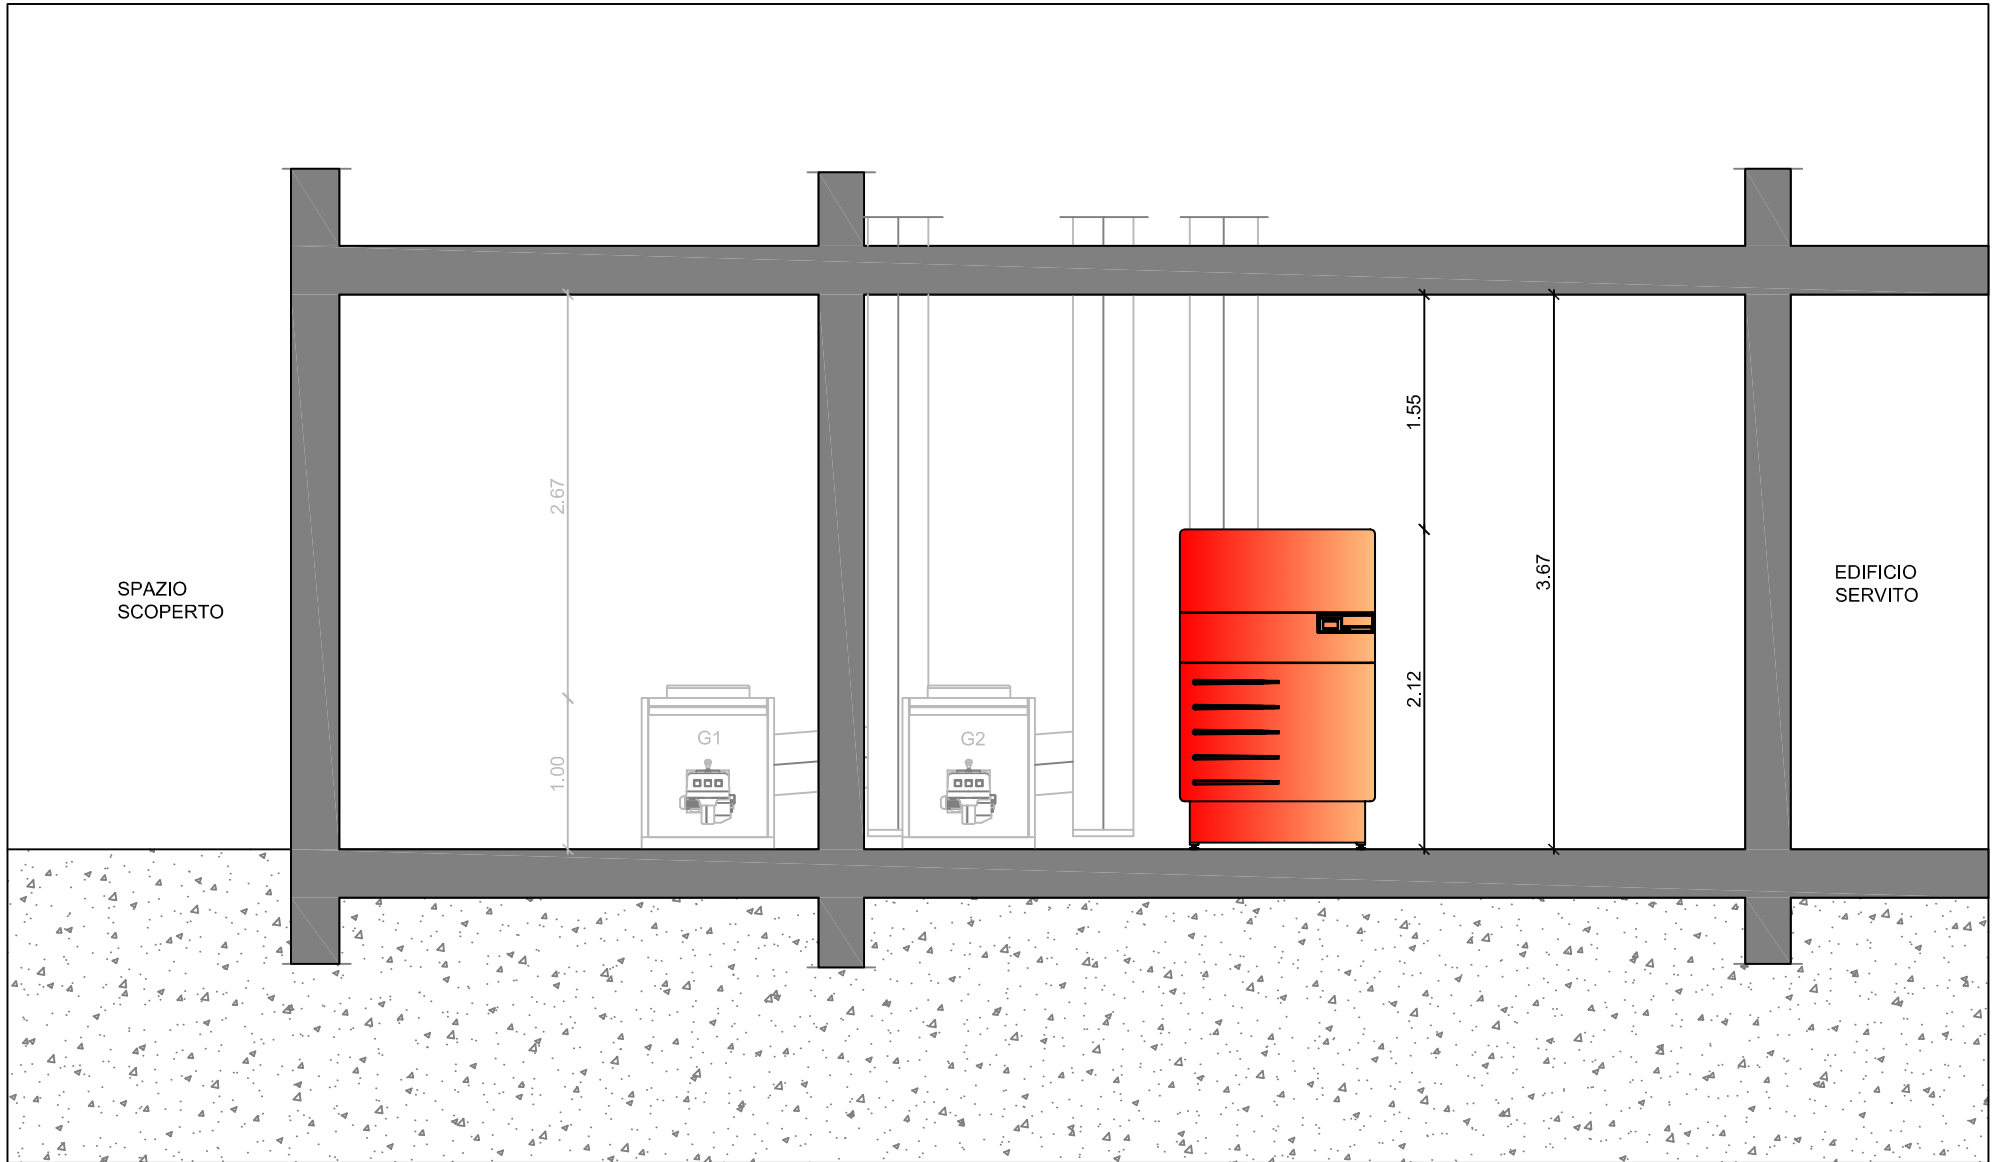 SPAZIO
SCOPERTO
2.67
1.00
G1
G2
1.55
2.12
3.67
EDIFICIO
SERVITO